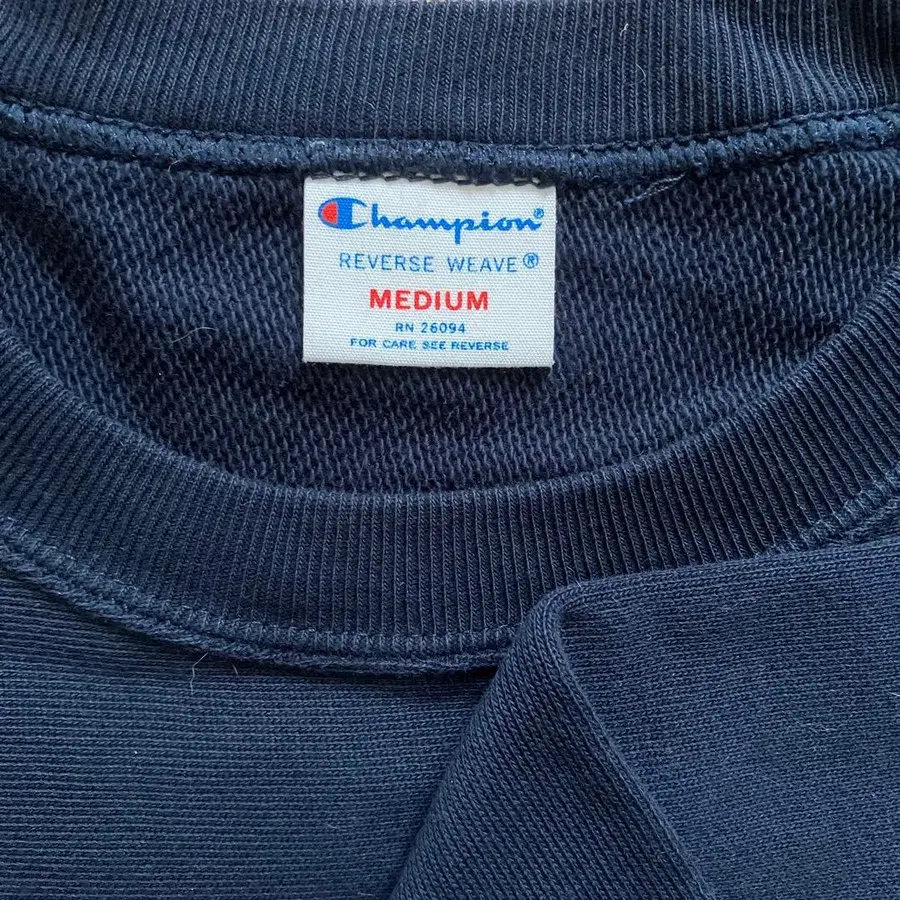 Champion®
REVERSE WEAVE®
MEDIUM
RN 26094
FOR CARE SEE REVERSE